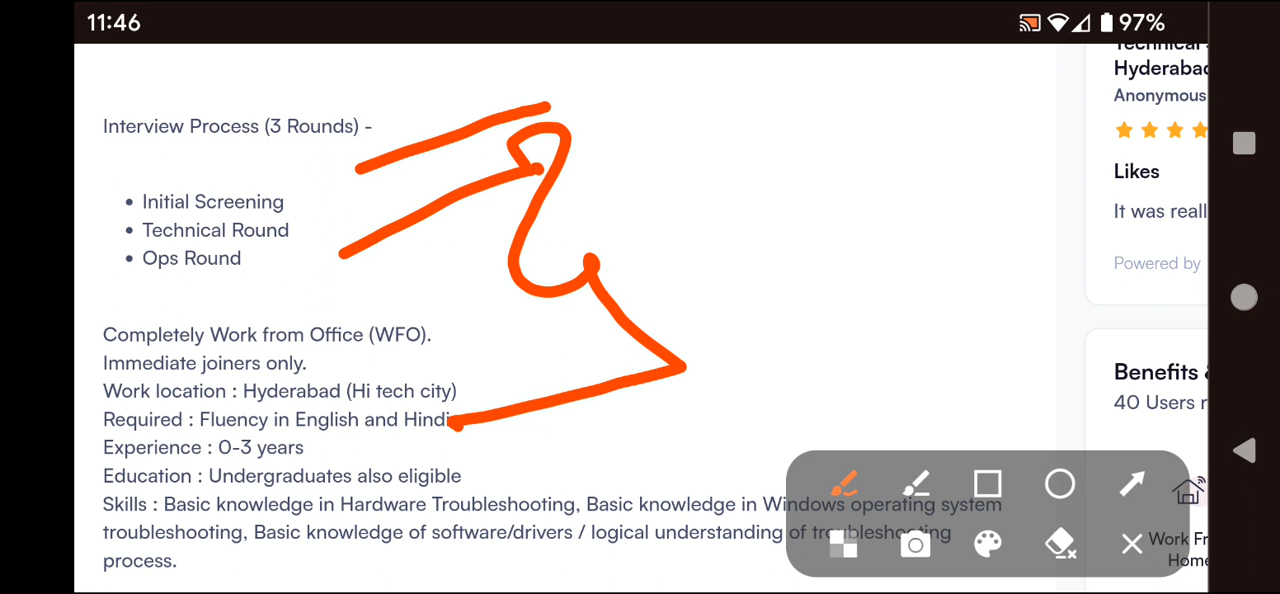 11:46
97%
Interview Process (3 Rounds) -
• Initial Screening
• Technical Round
• Ops Round
Completely Work from Office (WFO).
Immediate joiners only.
Work location : Hyderabad (Hi tech city)
Required : Fluency in English and Hindi
Experience : 0-3 years
Education : Undergraduates also eligible
Skills : Basic knowledge in Hardware Troubleshooting, Basic knowledge in Windows operating system
troubleshooting, Basic knowledge of software/drivers / logical understanding of troubleshooting
process.
Technical
Hyderabad
Anonymous
Likes
It was reall
Powered by
Benefits &
40 Users r
Work Fr
Home